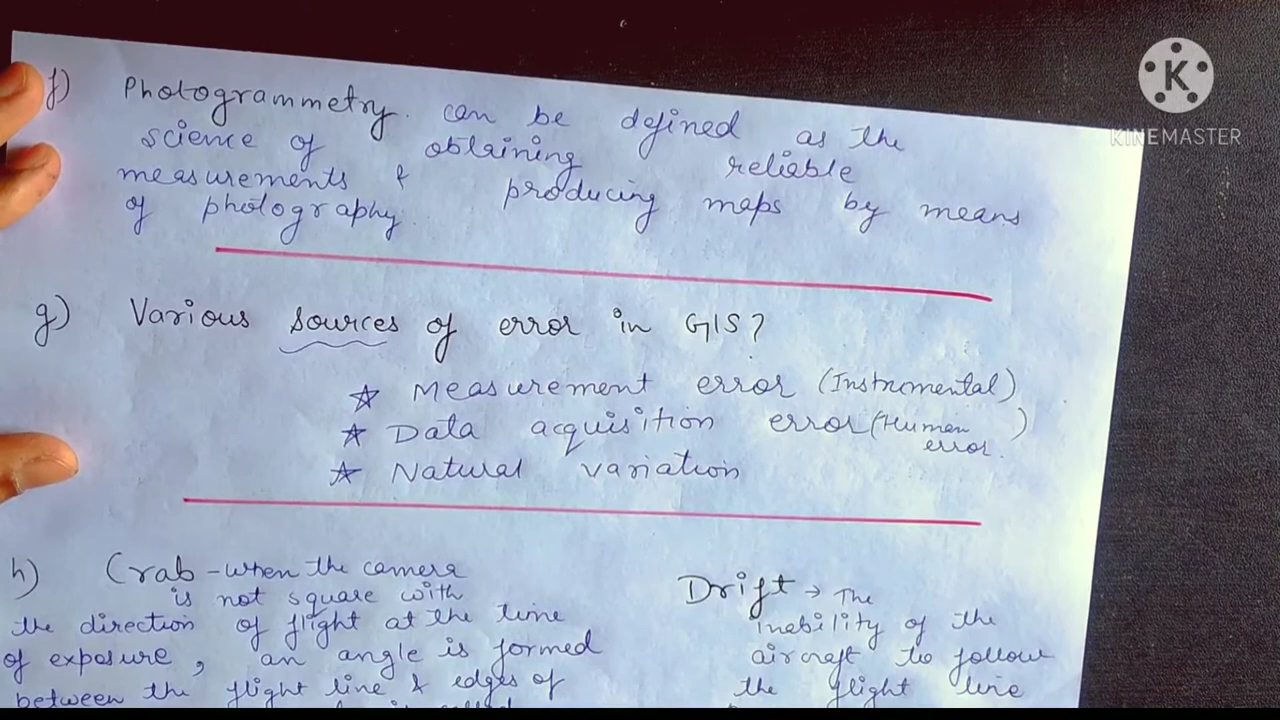 f) Photogrammetry. can be defined as the
science of obtaining reliable
measurements & producing maps by means
of photography.
g) Various sources of error in GIS?
☆ Measurement error (Instromental)
☆ Data acquisition error (Human error.)
☆ Natural variation
h) Crab - when the camera
is not square with
the direction of flight at the time
of exposure, an angle is formed
between the flight line & edges of
Drift → The
inability of the
aircraft to follow
the flight line
K
KINEMASTER